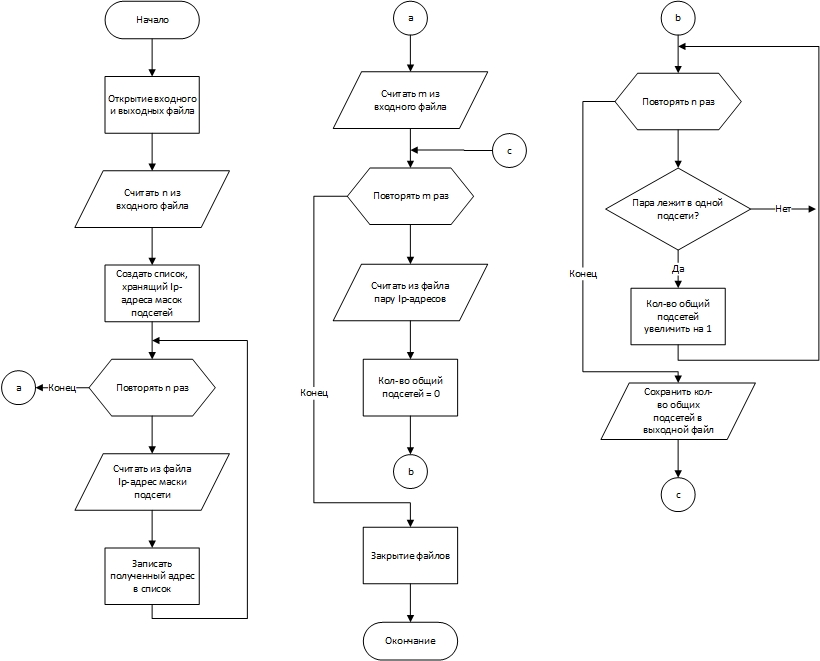 Начало
Открытие входного
и выходных файла
Считать n из
входного файла
Создать список,
хранящий Ip-
адреса масок
подсетей
Повторять n раз
Конец
a
Считать из файла
Ip-адрес маски
подсети
Записать
полученный адрес
в список
a
Считать m из
входного файла
c
Повторять m раз
Считать из файла
пару Ip-адресов
Кол-во общий
подсетей = 0
Конец
b
Закрытие файлов
Окончание
b
Повторять n раз
Пара лежит в одной
подсети?
Нет
Да
Конец
Кол-во общий
подсетей
увеличить на 1
Сохранить кол-
во общих
подсетей в
выходной файл
c